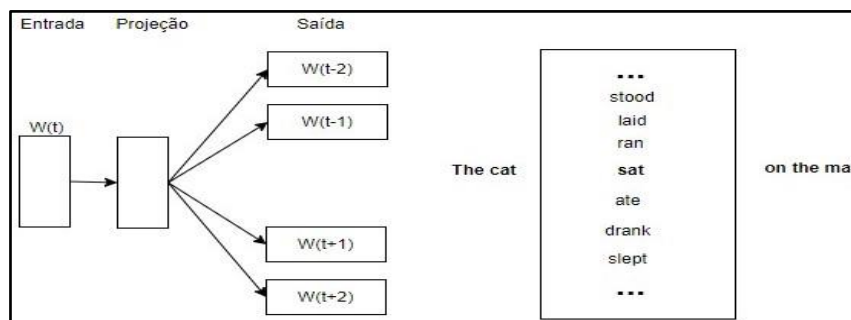 Entrada Projeção Saída
W(t-2)
W(t-1)
W(t)
W(t+1)
W(t+2)
...
stood
laid
ran
The cat sat on the ma
ate
drank
slept
...